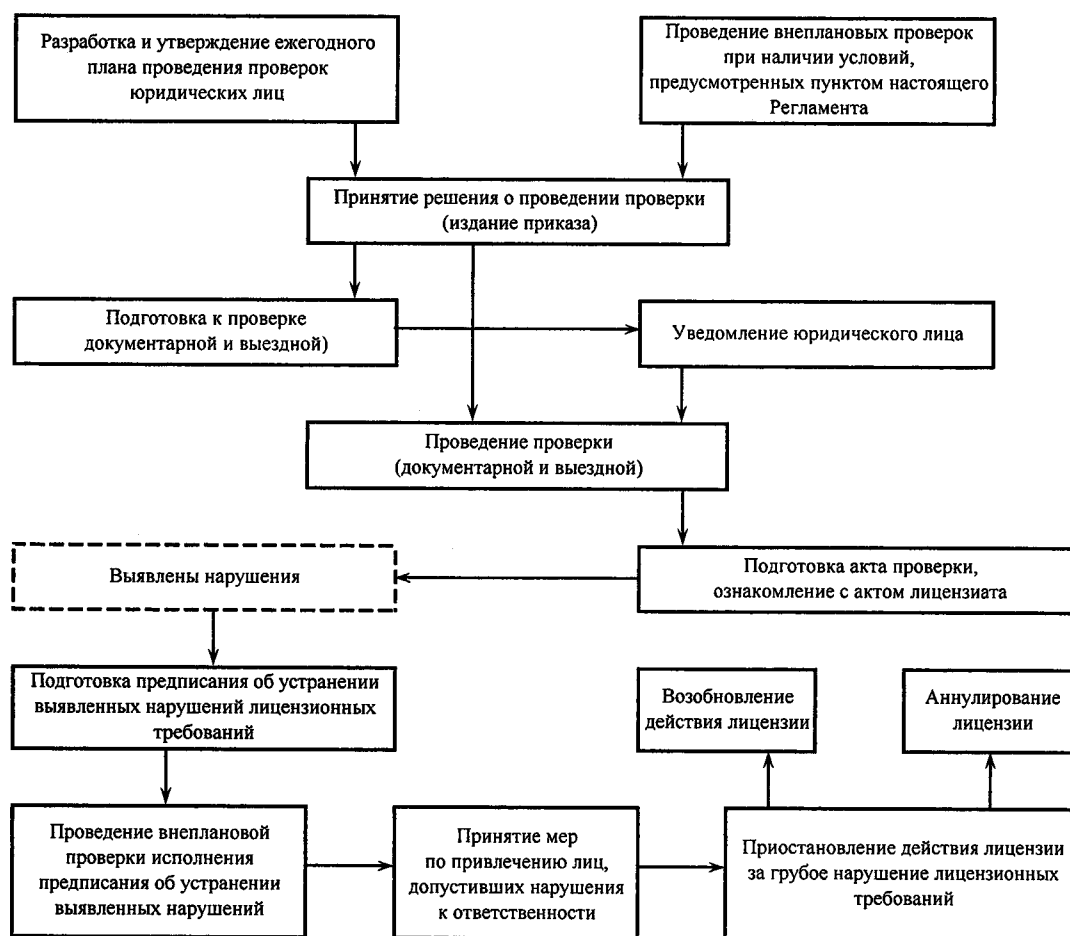 Разработка и утверждение ежегодного
плана проведения проверок
юридических лиц
Проведение внеплановых проверок
при наличии условий,
предусмотренных пунктом настоящего
Регламента
Принятие решения о проведении проверки
(издание приказа)
Подготовка к проверке
документарной и выездной)
Уведомление юридического лица
Проведение проверки
(документарной и выездной)
Выявлены нарушения
Подготовка акта проверки,
ознакомление с актом лицензиата
Подготовка предписания об устранении
выявленных нарушений лицензионных
требований
Возобновление
действия лицензии
Аннулирование
лицензии
Проведение внеплановой
проверки исполнения
предписания об устранении
выявленных нарушений
Принятие мер
по привлечению лиц,
допустивших нарушения
к ответственности
Приостановление действия лицензии
за грубое нарушение лицензионных
требований